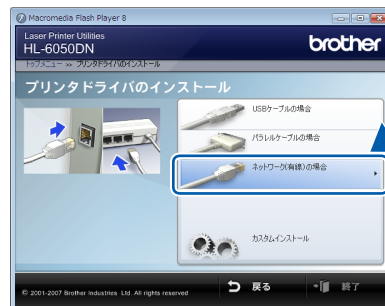 Macromedia Flash Player 8
Laser Printer Utilities
HL-6050DN
brother
トップメニュー >> プリンタドライバのインストール
プリンタドライバのインストール
USBケーブルの場合
パラレルケーブルの場合
ネットワーク(有線)の場合
カスタムインストール
© 2001-2007 Brother Industries Ltd. All rights reserved
戻る
終了